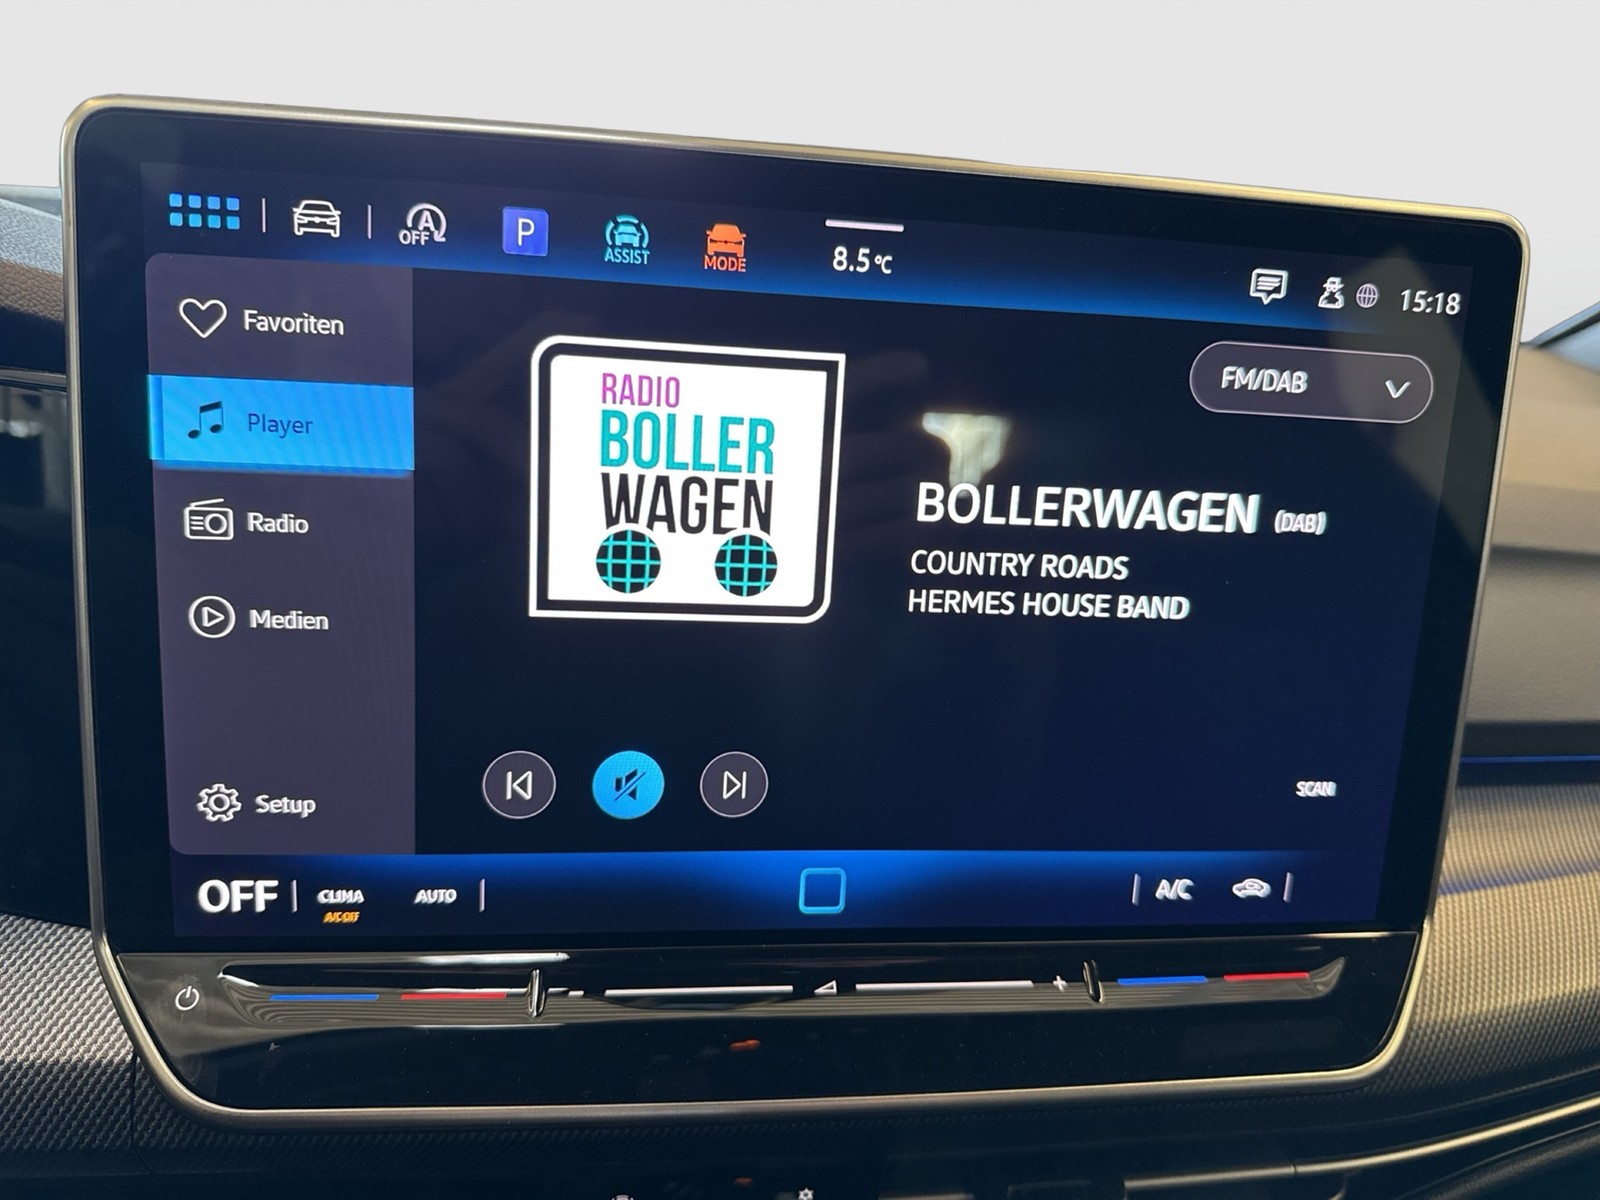 A
OFF
P
ASSIST
MODE
8.5°C
15:18
Favoriten
Player
Radio
Medien
Setup
RADIO
BOLLER
WAGEN
FM/DAB
BOLLERWAGEN (DAB)
COUNTRY ROADS
HERMES HOUSE BAND
SCAN
OFF
CLIMA
A/C OFF
AUTO
A/C